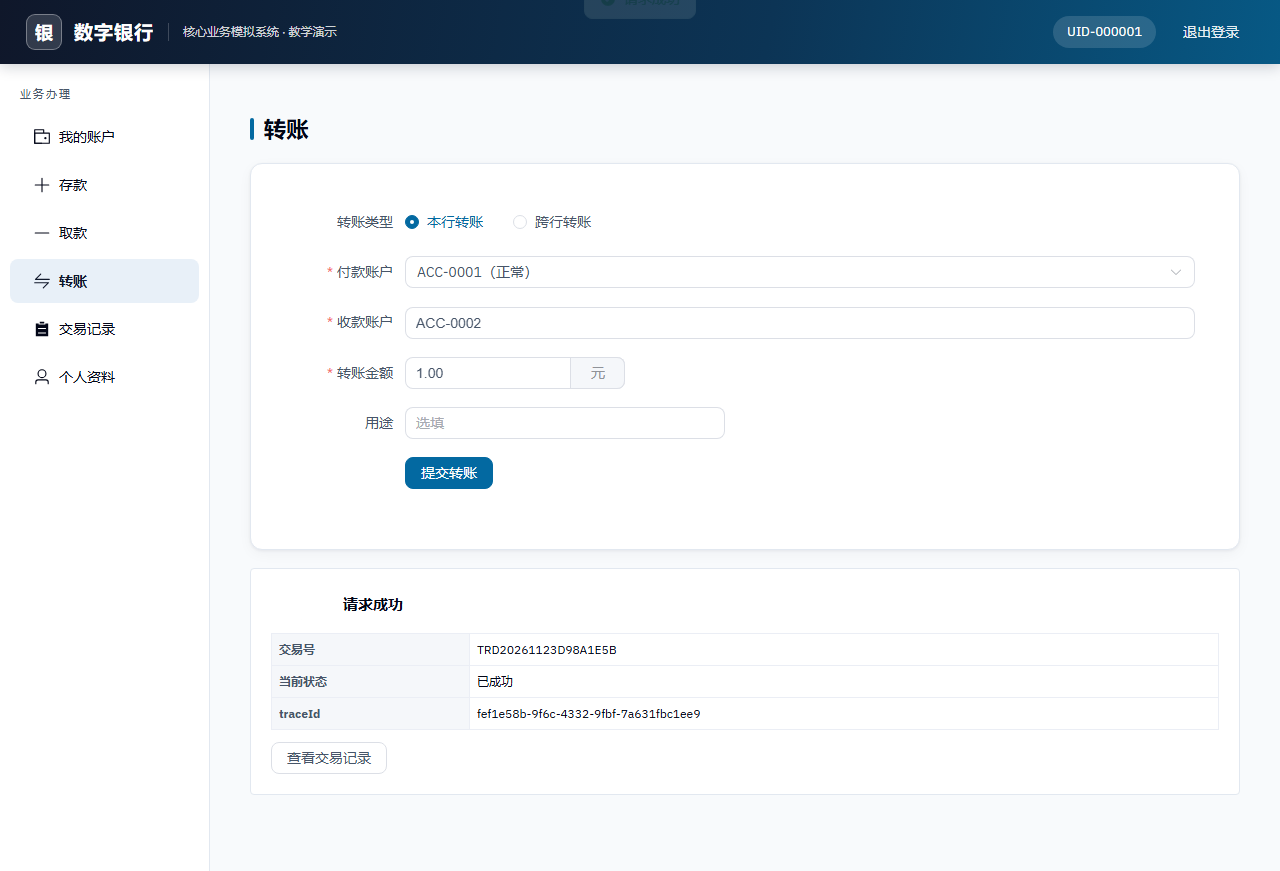 银 数字银行 核心业务模拟系统 · 教学演示 UID-000001 退出登录
业务办理
我的账户
存款
取款
转账
交易记录
个人资料
转账
转账类型 本行转账 跨行转账
* 付款账户 ACC-0001（正常）
* 收款账户 ACC-0002
* 转账金额 1.00 元
用途 选填
提交转账
请求成功
交易号 TRD20261123D98A1E5B
当前状态 已成功
traceId fef1e58b-9f6c-4332-9fbf-7a631fbc1ee9
查看交易记录